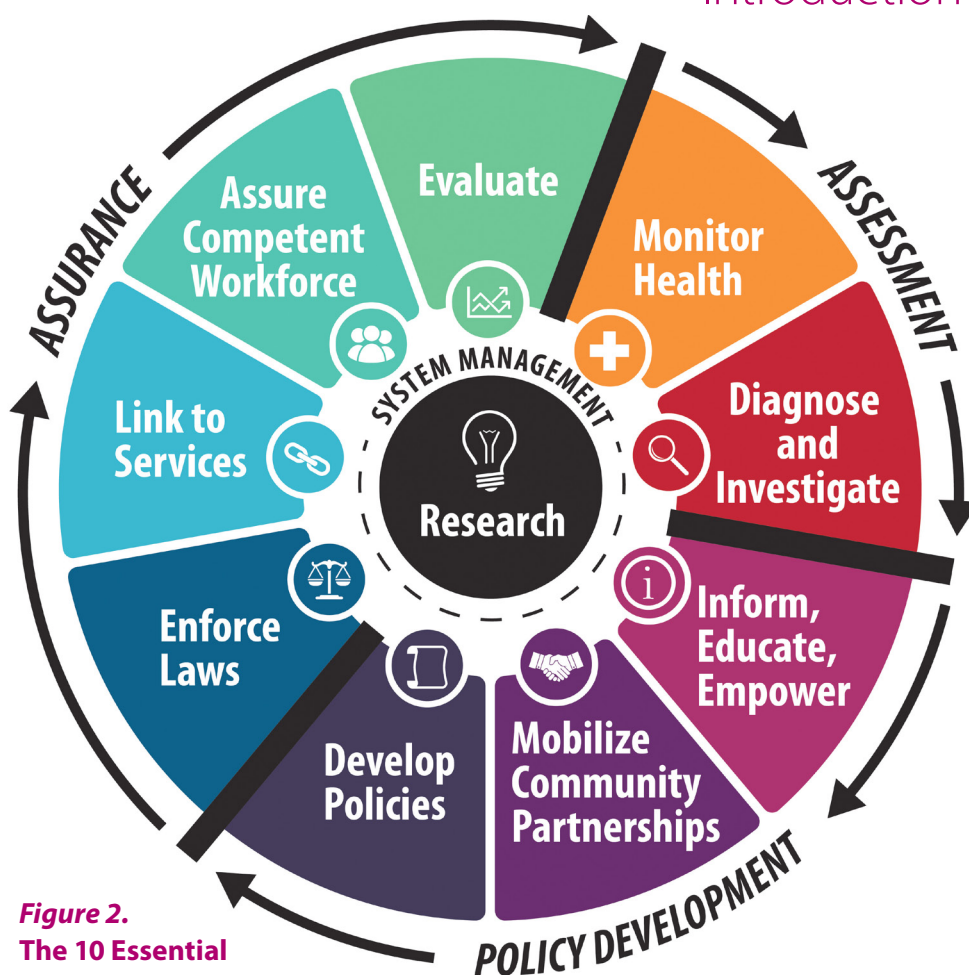 Introduction
ASSURANCE
ASSESSMENT
POLICY DEVELOPMENT
Evaluate
Monitor
Health
Diagnose
and
Investigate
Inform,
Educate,
Empower
Mobilize
Community
Partnerships
Develop
Policies
Enforce
Laws
Link to
Services
Assure
Competent
Workforce
SYSTEM MANAGEMENT
Research
i
Figure 2.
The 10 Essential